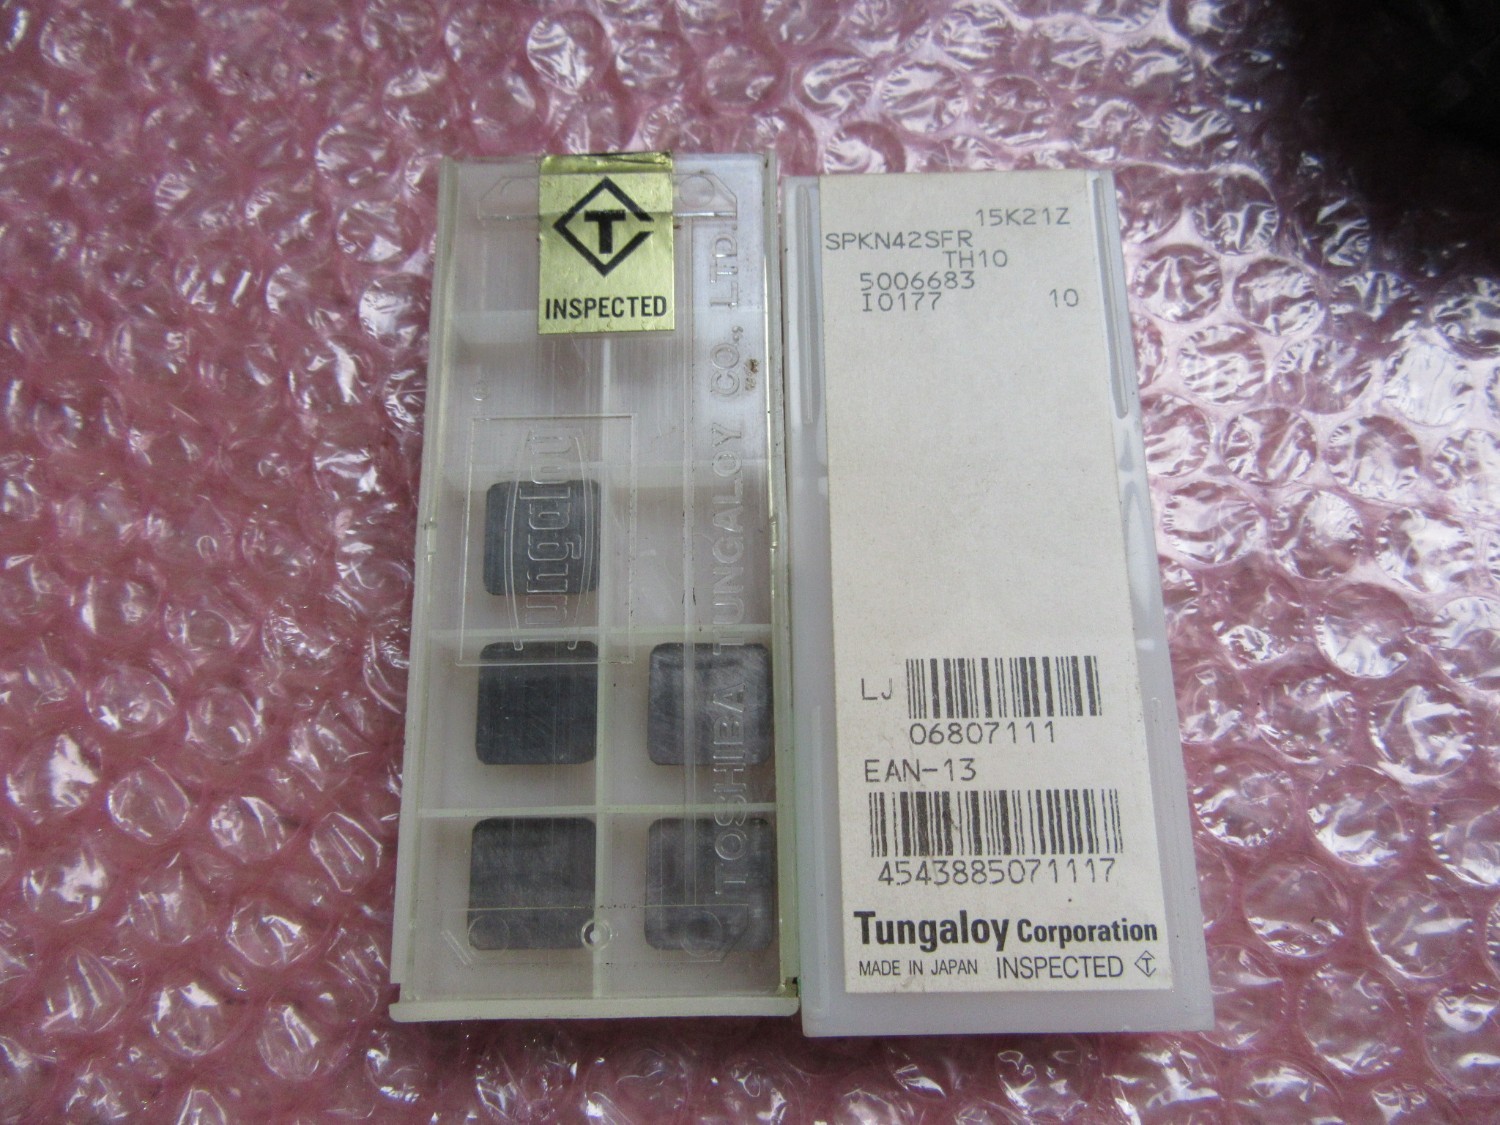 T
INSPECTED
Tungaloy
TOSHIBA TUNGALOY CO., LTD.
15K21Z
SPKN42SFR
TH10
5006683
I0177 10
LJ
06807111
EAN-13
4543885071117
Tungaloy Corporation
MADE IN JAPAN INSPECTED T